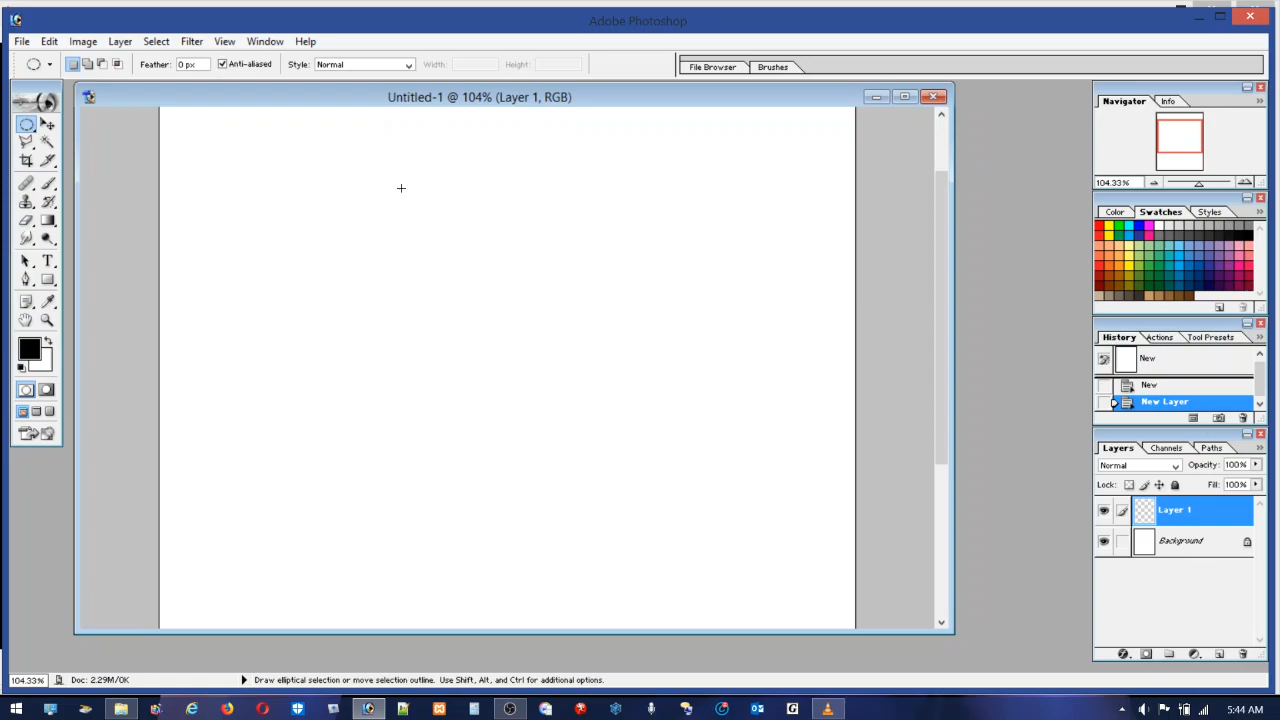 Adobe Photoshop
File Edit Image Layer Select Filter View Window Help
Feather: 0 px Anti-aliased Style: Normal Width: Height: File Browser Brushes
Untitled-1 @ 104% (Layer 1, RGB)
Navigator Info
104.33%
Color Swatches Styles
History Actions Tool Presets
New
New
New Layer
Layers Channels Paths
Normal Opacity: 100%
Lock: Fill: 100%
Layer 1
Background
104.33% Doc: 2.29M/0K Draw elliptical selection or move selection outline. Use Shift, Alt, and Ctrl for additional options.
5:44 AM